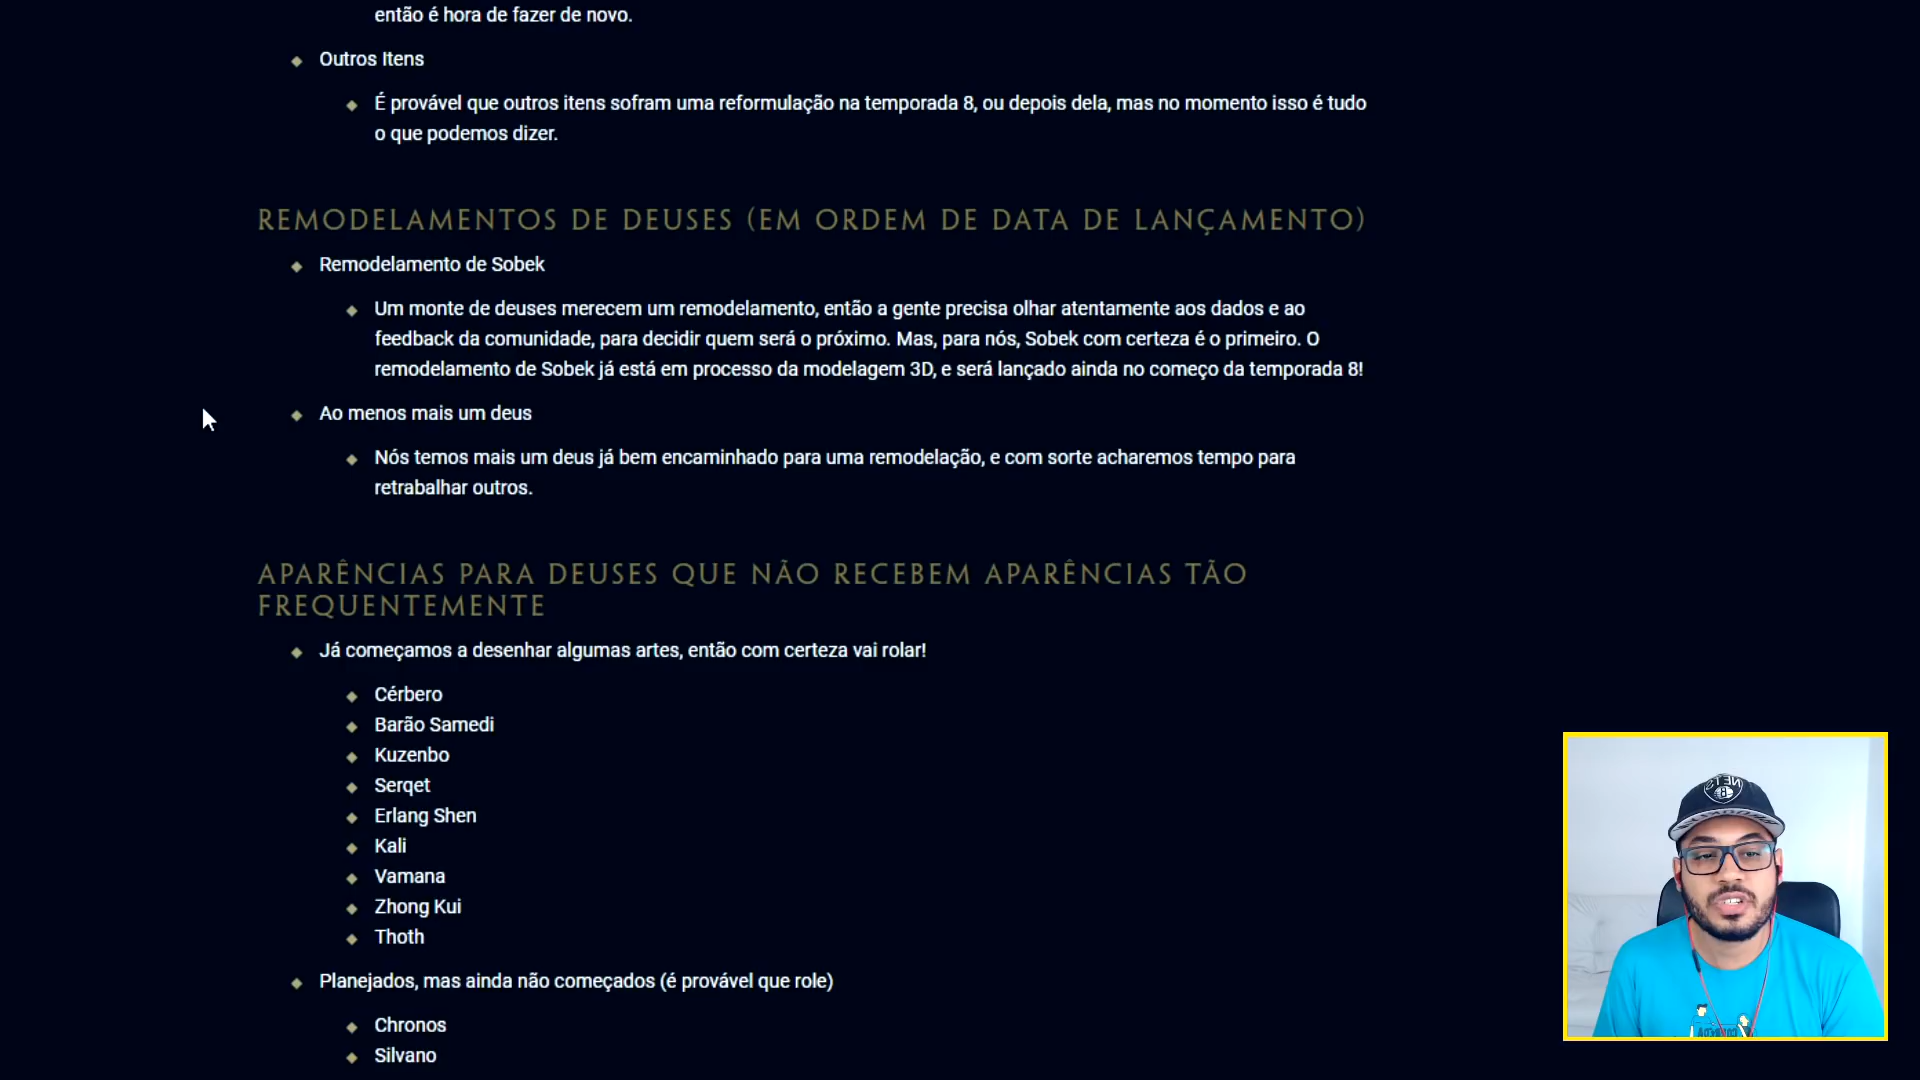 então é hora de fazer de novo.
Outros Itens
É provável que outros itens sofram uma reformulação na temporada 8, ou depois dela, mas no momento isso é tudo
o que podemos dizer.
REMODELAMENTOS DE DEUSES (EM ORDEM DE DATA DE LANÇAMENTO)
Remodelamento de Sobek
Um monte de deuses merecem um remodelamento, então a gente precisa olhar atentamente aos dados e ao
feedback da comunidade, para decidir quem será o próximo. Mas, para nós, Sobek com certeza é o primeiro. O
remodelamento de Sobek já está em processo da modelagem 3D, e será lançado ainda no começo da temporada 8!
Ao menos mais um deus
Nós temos mais um deus já bem encaminhado para uma remodelação, e com sorte acharemos tempo para
retrabalhar outros.
APARÊNCIAS PARA DEUSES QUE NÃO RECEBEM APARÊNCIAS TÃO
FREQUENTEMENTE
Já começamos a desenhar algumas artes, então com certeza vai rolar!
Cérbero
Barão Samedi
Kuzenbo
Serqet
Erlang Shen
Kali
Vamana
Zhong Kui
Thoth
Planejados, mas ainda não começados (é provável que role)
Chronos
Silvano
NETS
B